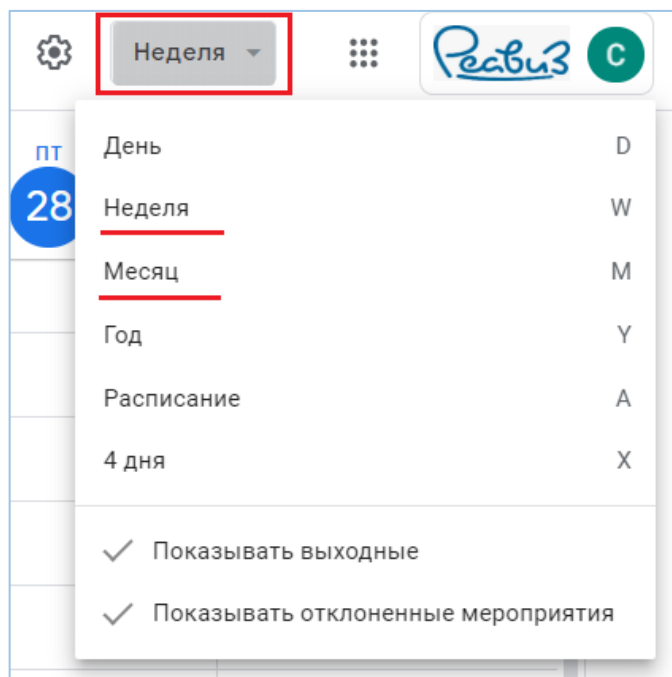 Неделя
Реавиз
С
ПТ
28
День D
Неделя W
Месяц M
Год Y
Расписание A
4 дня X
Показывать выходные
Показывать отклоненные мероприятия